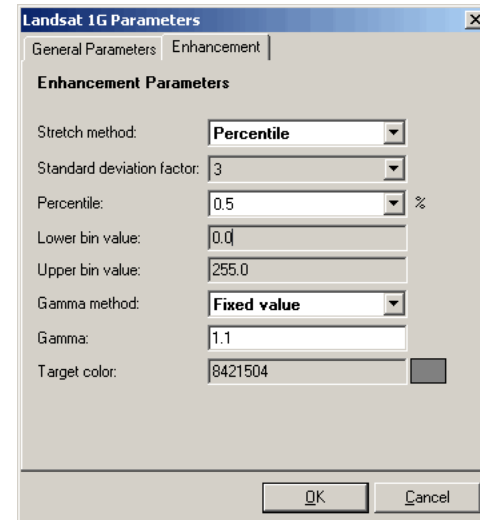 Landsat 1G Parameters
General Parameters Enhancement
Enhancement Parameters
Stretch method: Percentile
Standard deviation factor: 3
Percentile: 0.5 %
Lower bin value: 0.0
Upper bin value: 255.0
Gamma method: Fixed value
Gamma: 1.1
Target color: 8421504
OK Cancel